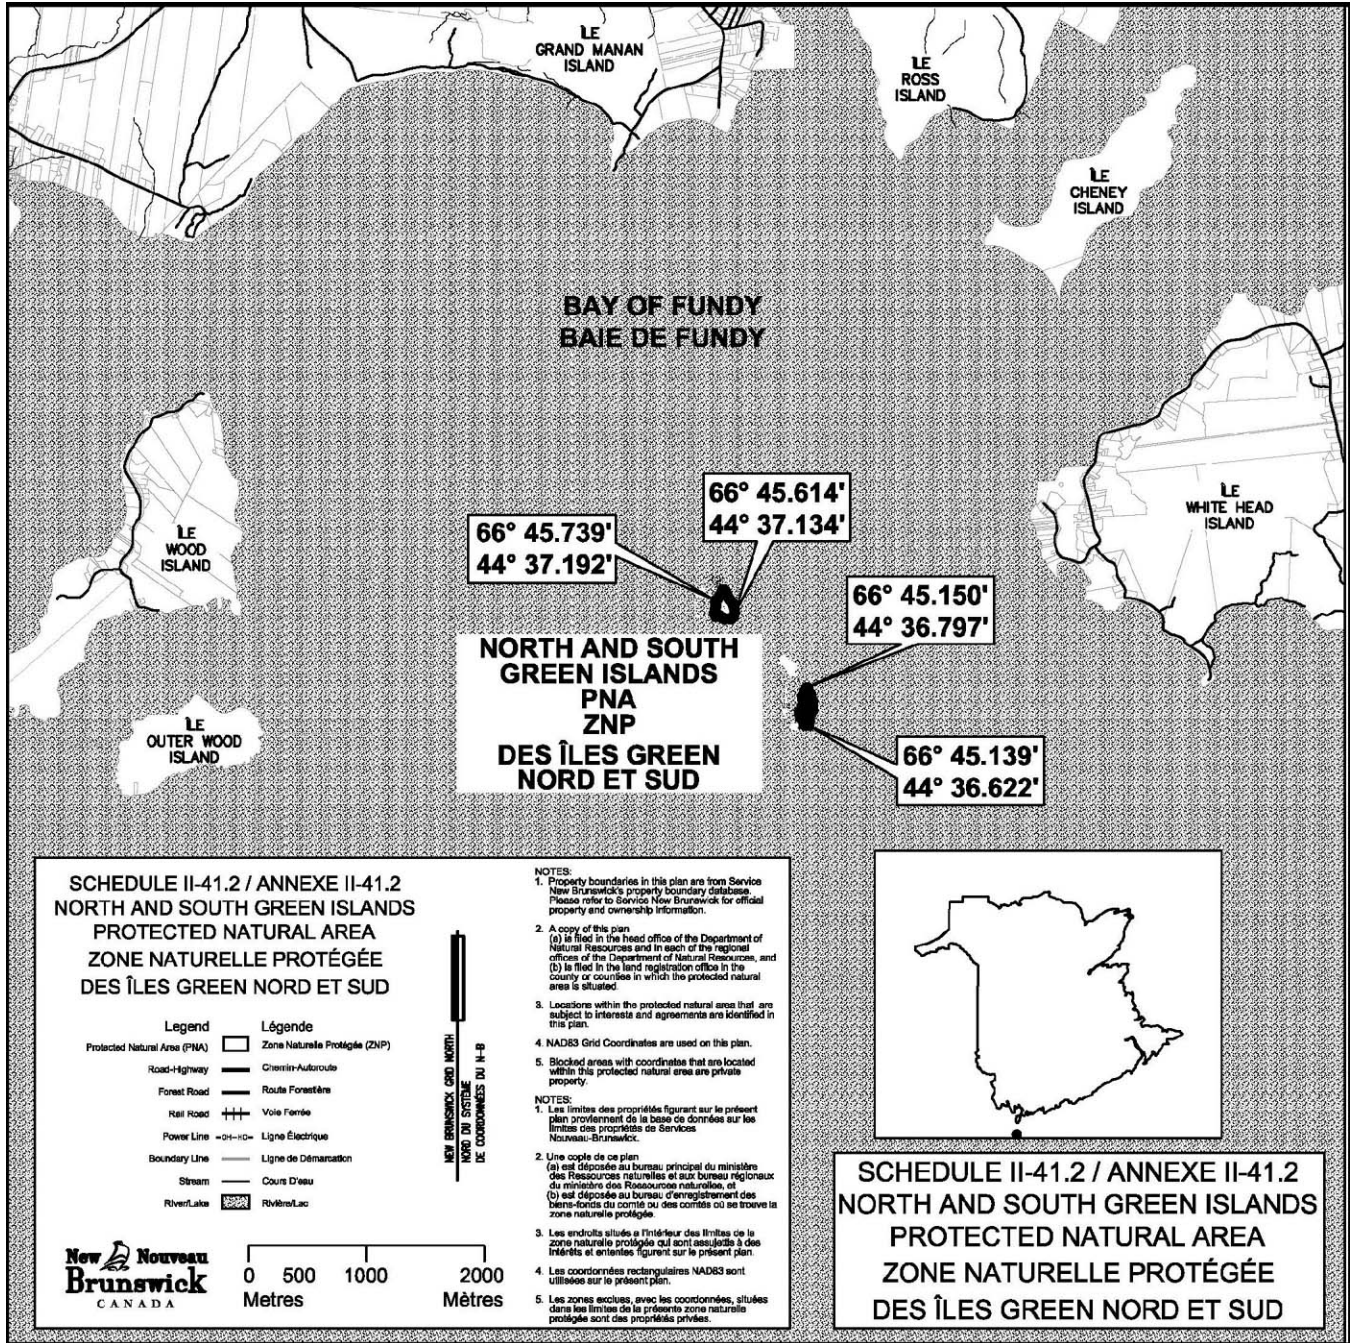 ÎLE
GRAND MANAN
ISLAND
ÎLE
ROSS
ISLAND
ÎLE
CHENEY
ISLAND
BAY OF FUNDY
BAIE DE FUNDY
ÎLE
WOOD
ISLAND
ÎLE
WHITE HEAD
ISLAND
66° 45.614'
44° 37.134'
66° 45.739'
44° 37.192'
66° 45.150'
44° 36.797'
NORTH AND SOUTH
GREEN ISLANDS
PNA
ZNP
DES ÎLES GREEN
NORD ET SUD
ÎLE
OUTER WOOD
ISLAND
66° 45.139'
44° 36.622'
SCHEDULE II-41.2 / ANNEXE II-41.2
NORTH AND SOUTH GREEN ISLANDS
PROTECTED NATURAL AREA
ZONE NATURELLE PROTÉGÉE
DES ÎLES GREEN NORD ET SUD
Legend Légende
Protected Natural Area (PNA) Zone Naturelle Protégée (ZNP)
Road-Highway Chemin-Autoroute
Forest Road Route Forestière
Rail Road Voie Ferrée
Power Line Ligne Électrique
Boundary Line Ligne de Démarcation
Stream Cours D'eau
River/Lake Rivière/Lac
NEW BRUNSWICK GRID NORTH
NORD DU SYSTÈME
DE COORDONNÉES DU N-B
New Nouveau
Brunswick
CANADA
0 500 1000 2000
Metres Mètres
NOTES:
1. Property boundaries in this plan are from Service
New Brunswick's property boundary database.
Please refer to Service New Brunswick for official
property and ownership information.
2. A copy of this plan
(a) is filed in the head office of the Department of
Natural Resources and in each of the regional
offices of the Department of Natural Resources, and
(b) is filed in the land registration office in the
county or counties in which the protected natural
area is situated.
3. Locations within the protected natural area that are
subject to interests and agreements are identified in
this plan.
4. NAD83 Grid Coordinates are used on this plan.
5. Blocked areas with coordinates that are located
within this protected natural area are private
property.
NOTES:
1. Les limites des propriétés figurant sur le présent
plan proviennent de la base de données sur les
limites des propriétés de Services
Nouveau-Brunswick.
2. Une copie de ce plan
(a) est déposée au bureau principal du ministère
des Ressources naturelles et aux bureau régionaux
du ministère des Ressources naturelles, et
(b) est déposée au bureau d'enregistrement des
biens-fonds du comté ou des comtés où se trouve la
zone naturelle protégée.
3. Les endroits situés a l'intérieur des limites de la
zone naturelle protégée qui sont assujettis à des
intérêts et ententes figurent sur le présent plan.
4. Les coordonnées rectangulaires NAD83 sont
utilisées sur le présent plan.
5. Les zones exclues, avec les coordonnées, situées
dans les limites de la présente zone naturelle
protégée sont des propriétés privées.
SCHEDULE II-41.2 / ANNEXE II-41.2
NORTH AND SOUTH GREEN ISLANDS
PROTECTED NATURAL AREA
ZONE NATURELLE PROTÉGÉE
DES ÎLES GREEN NORD ET SUD